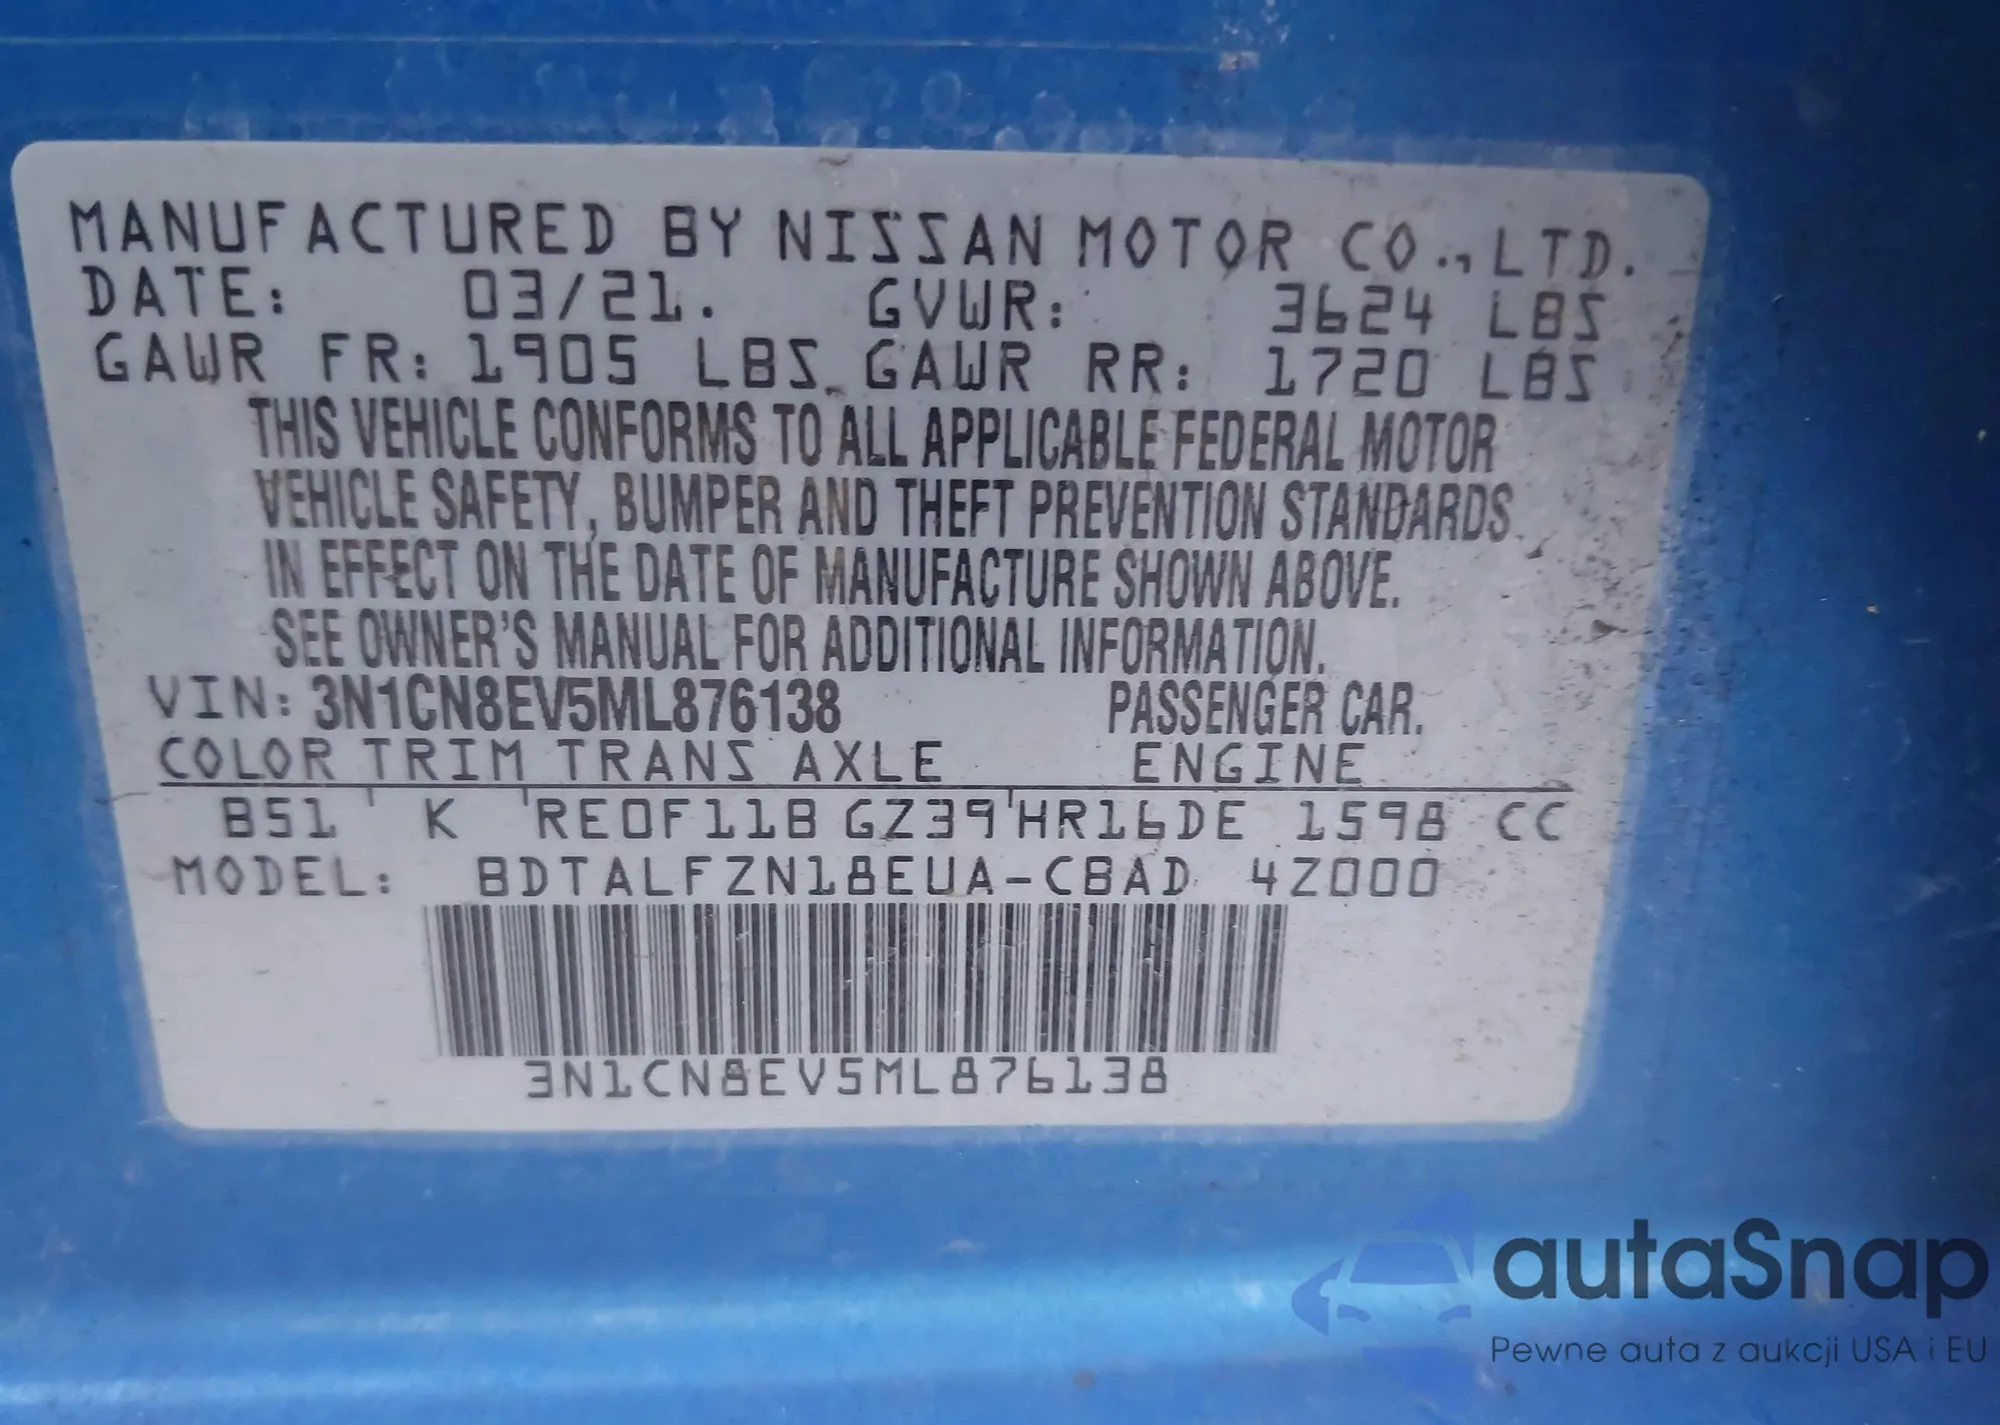 MANUFACTURED BY NISSAN MOTOR CO., LTD.
DATE: 03/21. GVWR: 3624 LBS
GAWR FR: 1905 LBS. GAWR RR: 1720 LBS
THIS VEHICLE CONFORMS TO ALL APPLICABLE FEDERAL MOTOR
VEHICLE SAFETY, BUMPER AND THEFT PREVENTION STANDARDS
IN EFFECT ON THE DATE OF MANUFACTURE SHOWN ABOVE.
SEE OWNER'S MANUAL FOR ADDITIONAL INFORMATION.
VIN: 3N1CN8EV5ML876138 PASSENGER CAR.
COLOR TRIM TRANS AXLE ENGINE
B51 K RE0F11B GZ39 HR16DE 1598 CC
MODEL: BDTALFZN18EUA-CBAD 4Z000
3N1CN8EV5ML876138
autaSnap
Pewne auta z aukcji USA i EU